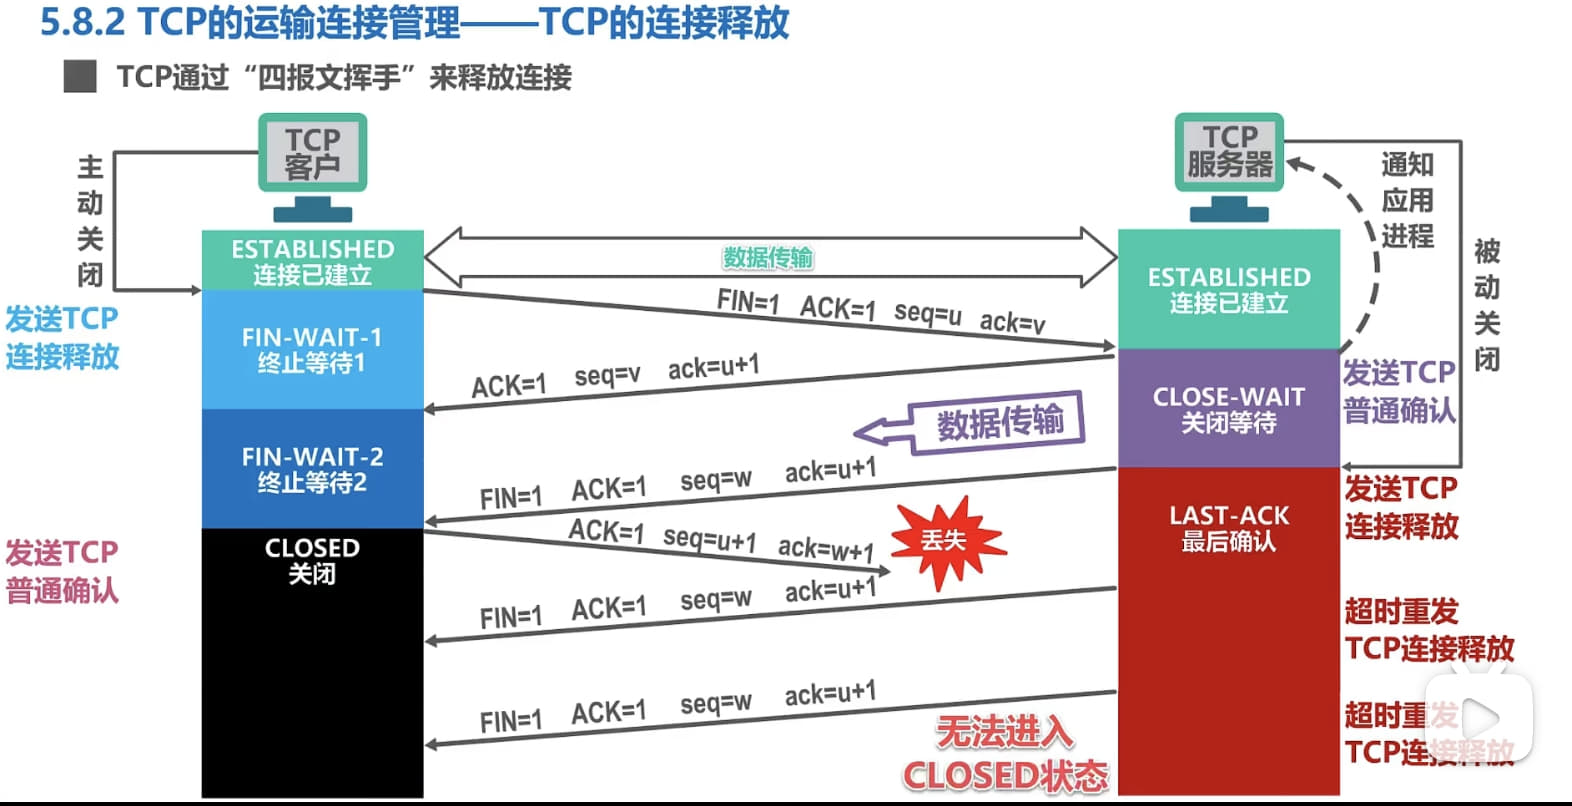 5.8.2 TCP的运输连接管理——TCP的连接释放
TCP通过“四报文挥手”来释放连接
TCP
客户
TCP
服务器
主动关闭
通知
应用
进程
被动关闭
ESTABLISHED
连接已建立
数据传输
ESTABLISHED
连接已建立
FIN=1 ACK=1 seq=u ack=v
发送TCP
连接释放
FIN-WAIT-1
终止等待1
ACK=1 seq=v ack=u+1
CLOSE-WAIT
关闭等待
发送TCP
普通确认
数据传输
FIN-WAIT-2
终止等待2
FIN=1 ACK=1 seq=w ack=u+1
LAST-ACK
最后确认
发送TCP
连接释放
ACK=1 seq=u+1 ack=w+1
丢失
发送TCP
普通确认
CLOSED
关闭
FIN=1 ACK=1 seq=w ack=u+1
超时重发
TCP连接释放
FIN=1 ACK=1 seq=w ack=u+1
超时重发
TCP连接释放
无法进入
CLOSED状态